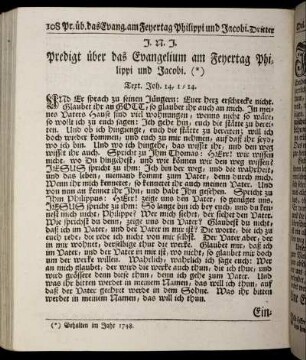 108 Pr. üb. das Evang. am Feyertag Philippi und Jacobi. Dritter
J. N. J.
Predigt über das Evangelium am Feyertag Phi-
lippi und Jacobi. (*)
Text. Joh. 14, 1-14.
UNd Er sprach zu seinen Jüngern: Euer herz erschrecke nicht.
Glaubet ihr an GOTT, so glaubet ihr auch an mich. In mei-
nes Vaters Hause sind viel wohnungen, wenns nicht so wäre,
so wolt ich zu euch sagen: Ich gehe hin, euch die stätte zu berei-
ten. Und ob ich hingienge, euch die stätte zu bereiten, will ich
doch wieder kommen, und euch zu mir nehmen, auf daß ihr seyd,
wo ich bin. Und wo ich hingehe, das wisset ihr, und den weg
wisset ihr auch. Spricht zu ihm Thomas: HErr! wir wissen
nicht, wo Du hingehest, und wie können wir den weg wissen?
JESUS spricht zu ihm: Ich bin der weg, und die wahrheit,
und das leben, niemand kommt zum Vater, denn durch mich.
Wenn ihr mich kennetet, so kennetet ihr auch meinen Vater. Und
von nun an kennet ihr Ihn, und habt Ihn gesehen. Spricht zu
Ihm Philippus: HErr! zeige uns den Vater, so genüget uns.
JESUS spricht zu ihm: So lange bin ich bey euch, und du ken-
nest mich nicht, Philippe? Wer mich siehet, der siehet den Vater.
Wie sprichst du denn, zeige uns den Vater? Glaubest du nicht,
daß ich im Vater, und der Vater in mir ist? Die worte, die ich zu
euch rede, die rede ich nicht von mir selbst. Der Vater aber, der
in mir wohnet, derselbige thut die werke. Glaubet mir, daß ich
im Vater, und der Vater in mir ist, wo nicht, so glaubet mir doch
um der werke willen. Wahrlich, wahrlich ich sage euch: Wer
an mich glaubet, der wird die werke auch thun, die ich thue, und
wird grössere denn diese thun, denn ich gehe zum Vater. Und
was ihr bitten werdet in meinem Namen, das will ich thun, auf
daß der Vater geehret werde in dem Sohne. Was ihr bitten
werdet in meinem Namen, das will ich thun.
Ein-
(*) Gehalten im Jahr 1748.